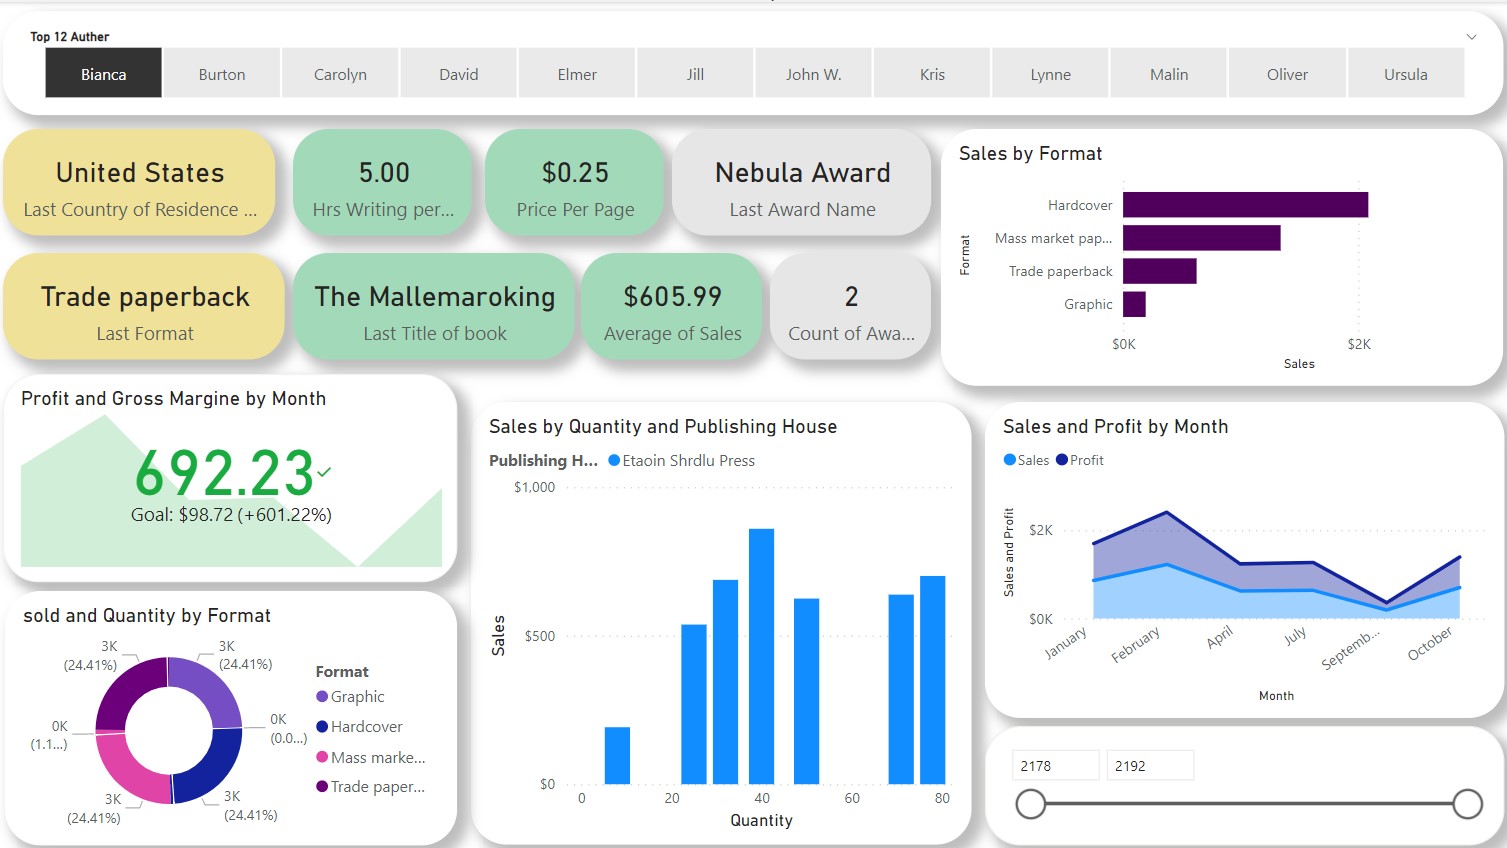 Top 12 Auther
Bianca
Burton
Carolyn
David
Elmer
Jill
John W.
Kris
Lynne
Malin
Oliver
Ursula
United States
Last Country of Residence ...
5.00
Hrs Writing per...
$0.25
Price Per Page
Nebula Award
Last Award Name
Trade paperback
Last Format
The Mallemaroking
Last Title of book
$605.99
Average of Sales
2
Count of Awa...
Sales by Format
Format
Hardcover
Mass market pap...
Trade paperback
Graphic
$0K
$2K
Sales
Profit and Gross Margine by Month
692.23
Goal: $98.72 (+601.22%)
sold and Quantity by Format
3K
(24.41%)
3K
(24.41%)
0K
(1.1...)
0K
(0.0...)
3K
(24.41%)
3K
(24.41%)
Format
Graphic
Hardcover
Mass marke...
Trade paper...
Sales by Quantity and Publishing House
Publishing H...
Etaoin Shrdlu Press
Sales
$1,000
$500
$0
0
20
40
60
80
Quantity
Sales and Profit by Month
Sales
Profit
Sales and Profit
$2K
$0K
January
February
April
July
Septemb...
October
Month
2178
2192